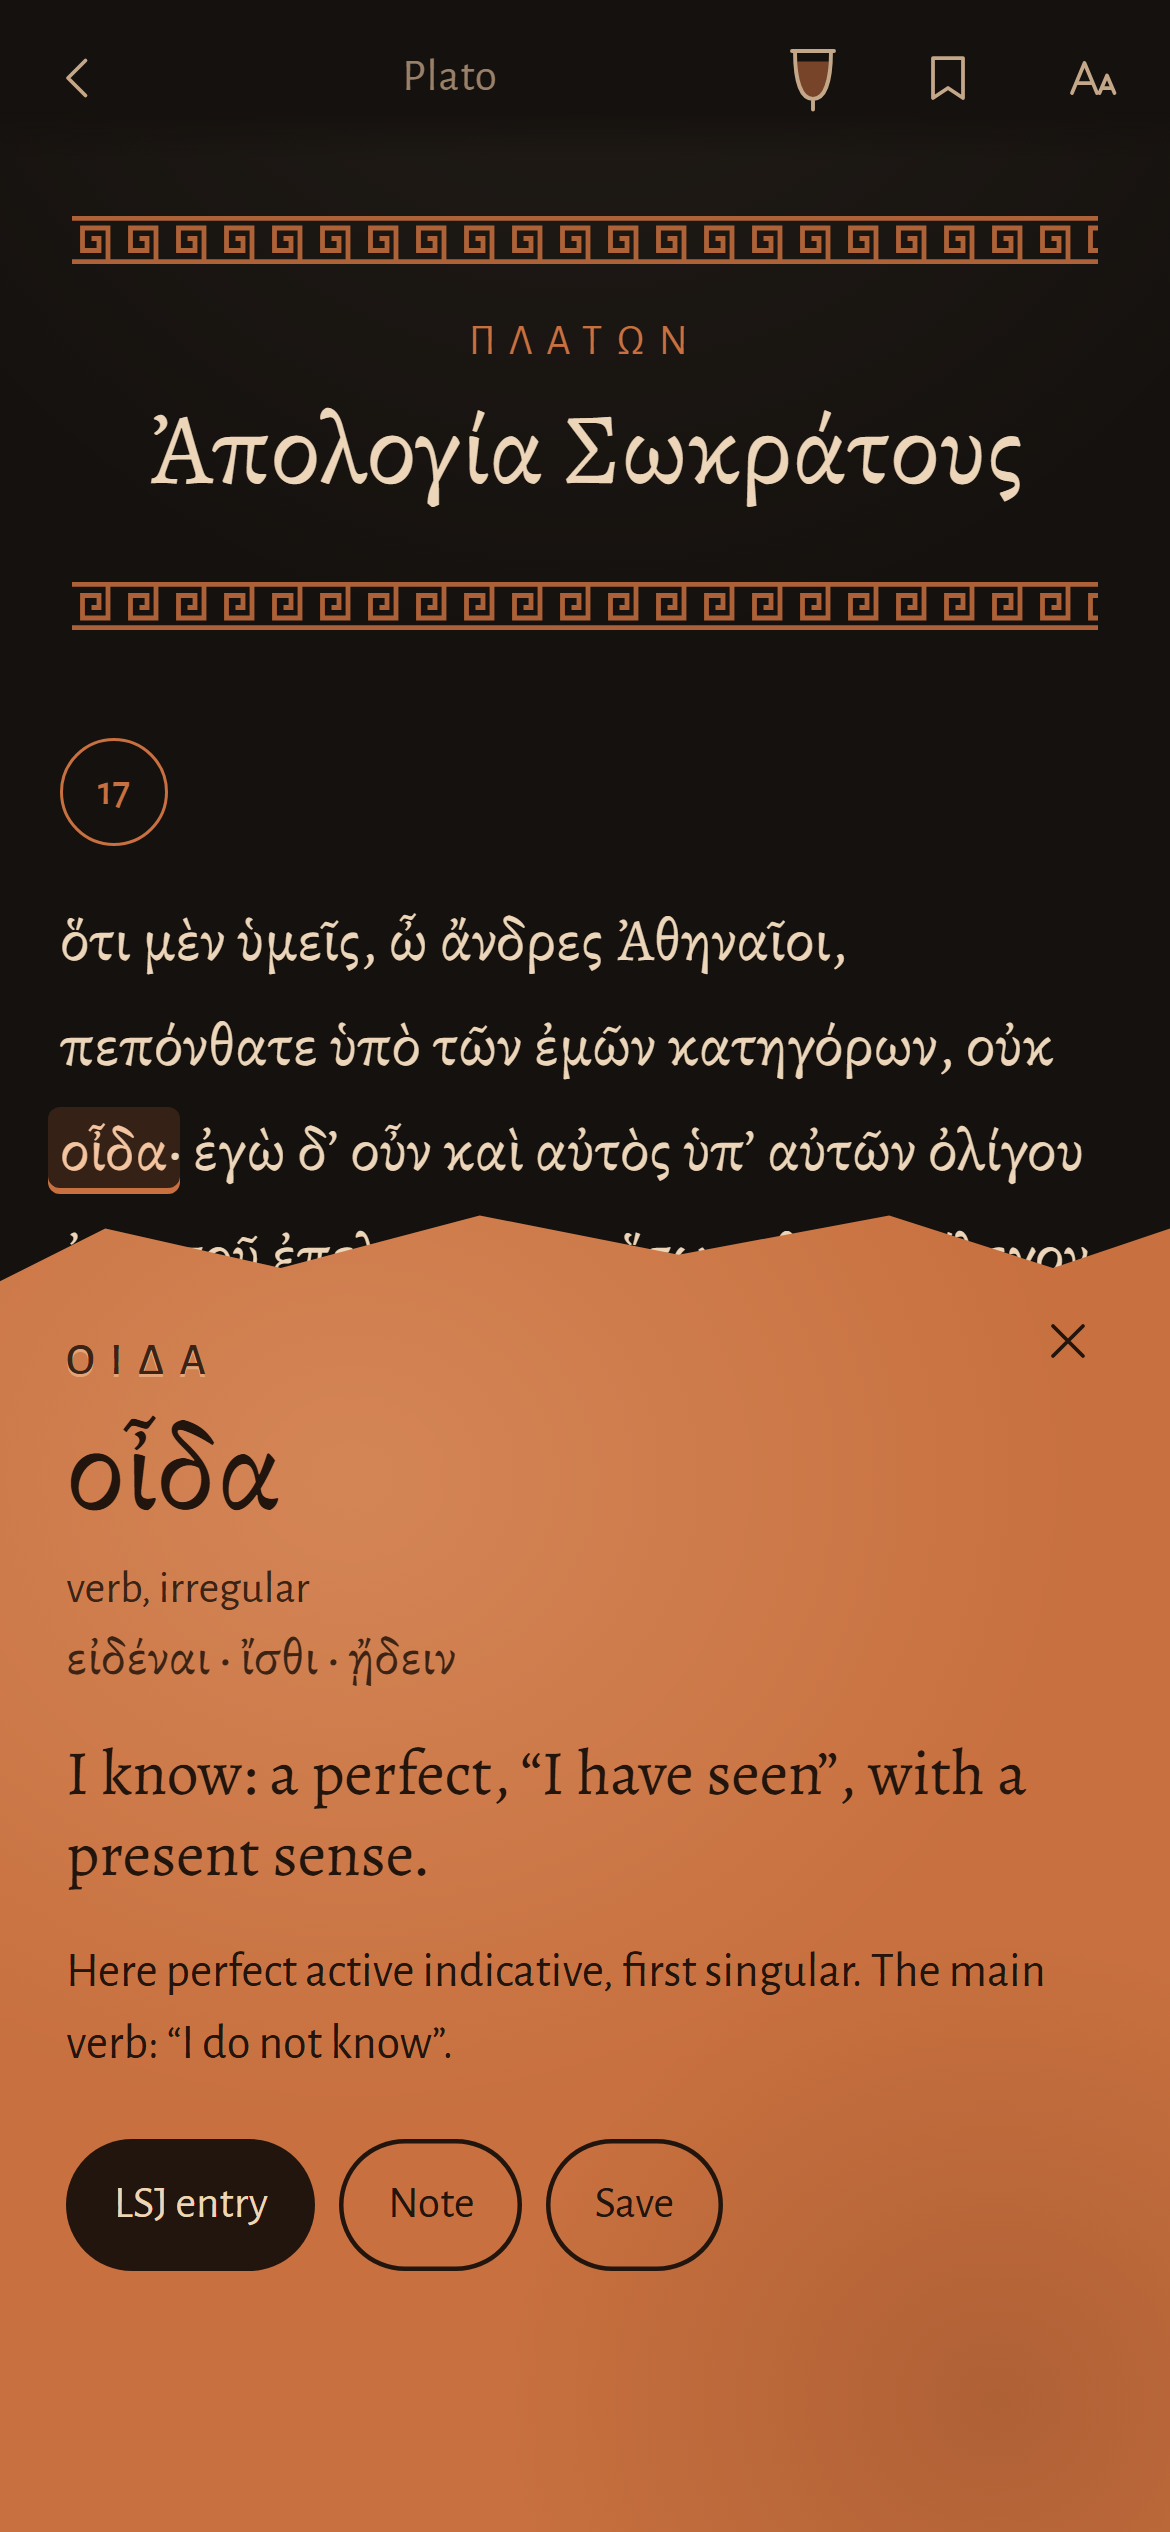 Plato
AA
ΠΛΑΤΩΝ
Ἀπολογία Σωκράτους
17
ὅτι μὲν ὑμεῖς, ὦ ἄνδρες Ἀθηναῖοι,
πεπόνθατε ὑπὸ τῶν ἐμῶν κατηγόρων, οὐκ
οἶδα· ἐγὼ δ’ οὖν καὶ αὐτὸς ὑπ’ αὐτῶν ὀλίγου
ΟΙΔΑ
οἶδα
verb, irregular
εἰδέναι · ἴσθι · ᾔδειν
I know: a perfect, “I have seen”, with a
present sense.
Here perfect active indicative, first singular. The main
verb: “I do not know”.
LSJ entry
Note
Save